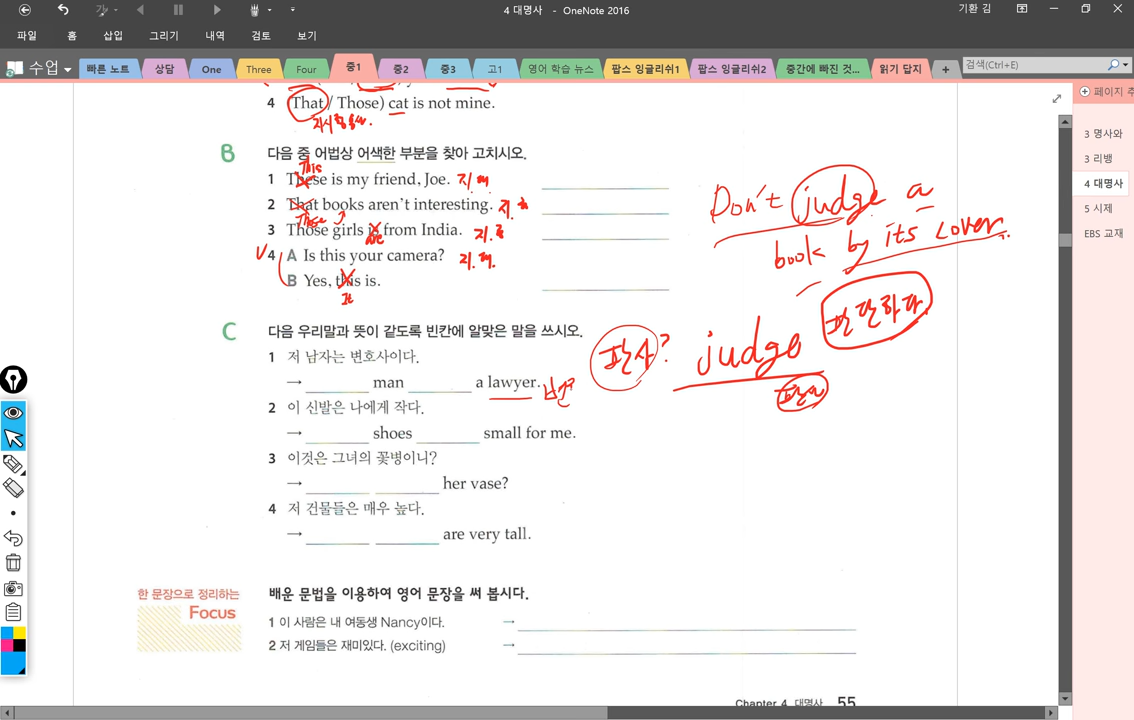 4 대명사 - OneNote 2016
기환 김
파일 홈 삽입 그리기 내역 검토 보기
수업 빠른 노트 상담 One Three Four 중1 중2 중3 고1 영어 학습 뉴스 팝스 잉글리쉬1 팝스 잉글리쉬2 중간에 빠진 것... 읽기 답지 + 검색(Ctrl+E)
페이지 추
3 명사와
3 리뱅
4 대명사
5 시제
EBS 교재
4 That / Those) cat is not mine.
B 다음 중 어법상 어색한 부분을 찾아 고치시오.
This
1 These is my friend, Joe. 지.대
2 That books aren't interesting.
Those
3 Those girls is from India.
are
4 A Is this your camera? 지.대.
B Yes, this is.
It
Don't judge a
book by its cover.
판단하다
판사? judge
C 다음 우리말과 뜻이 같도록 빈칸에 알맞은 말을 쓰시오.
1 저 남자는 변호사이다.
→ man a lawyer.
2 이 신발은 나에게 작다.
→ shoes small for me.
3 이것은 그녀의 꽃병이니?
→ her vase?
4 저 건물들은 매우 높다.
→ are very tall.
한 문장으로 정리하는
Focus
배운 문법을 이용하여 영어 문장을 써 봅시다.
1 이 사람은 내 여동생 Nancy이다. →
2 저 게임들은 재미있다. (exciting) →
Chapter 4 대명사 55